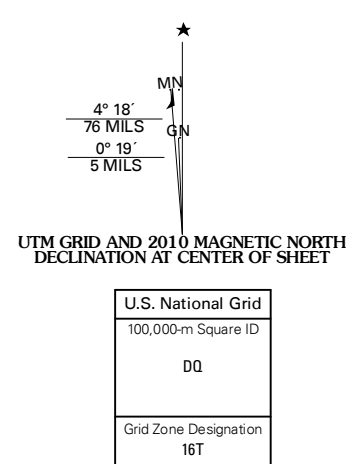 MN
4° 18´
76 MILS
GN
0° 19´
5 MILS
UTM GRID AND 2010 MAGNETIC NORTH
DECLINATION AT CENTER OF SHEET
U.S. National Grid
100,000-m Square ID
DQ
Grid Zone Designation
16T